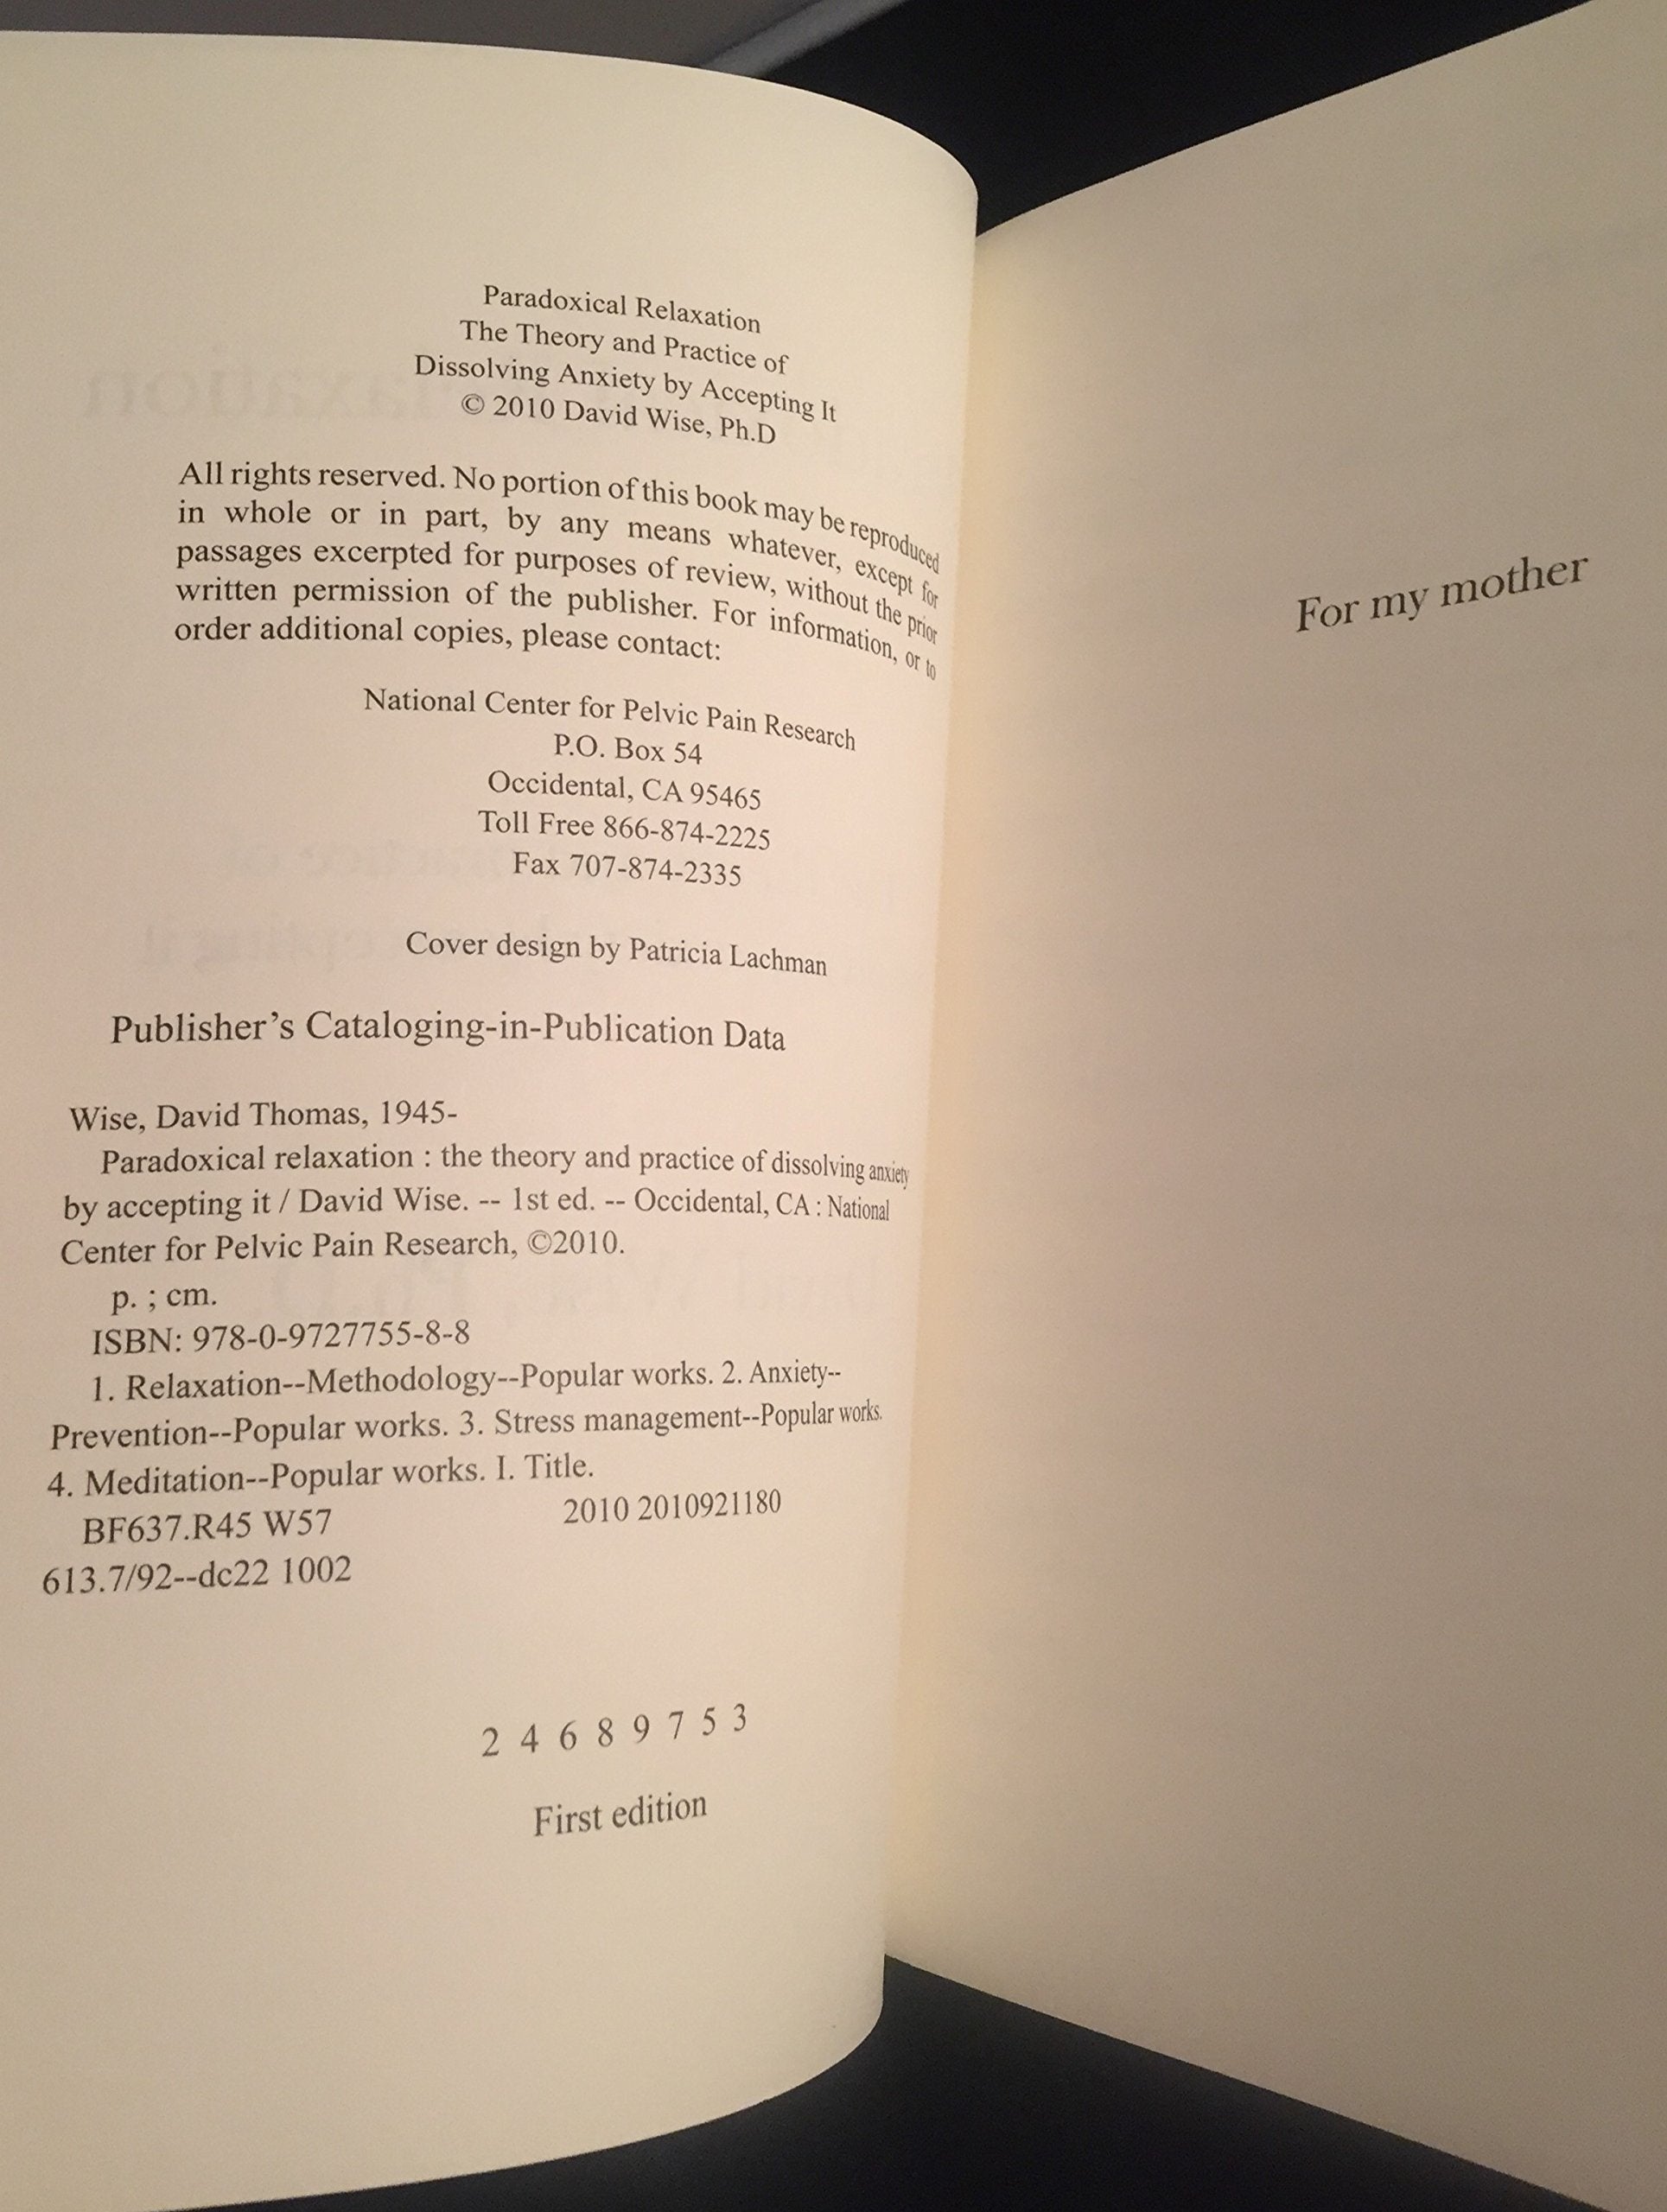 Paradoxical Relaxation
The Theory and Practice of
Dissolving Anxiety by Accepting It
© 2010 David Wise, Ph.D
All rights reserved. No portion of this book may be reproduced
in whole or in part, by any means whatever, except for
passages excerpted for purposes of review, without the prior
written permission of the publisher. For information, or to
order additional copies, please contact:
National Center for Pelvic Pain Research
P.O. Box 54
Occidental, CA 95465
Toll Free 866-874-2225
Fax 707-874-2335
Cover design by Patricia Lachman
Publisher’s Cataloging-in-Publication Data
Wise, David Thomas, 1945-
Paradoxical relaxation : the theory and practice of dissolving anxiety
by accepting it / David Wise. -- 1st ed. -- Occidental, CA : National
Center for Pelvic Pain Research, ©2010.
p. ; cm.
ISBN: 978-0-9727755-8-8
1. Relaxation--Methodology--Popular works. 2. Anxiety--
Prevention--Popular works. 3. Stress management--Popular works.
4. Meditation--Popular works. I. Title.
BF637.R45 W57 2010 2010921180
613.7/92--dc22 1002
2 4 6 8 9 7 5 3
First edition
For my mother